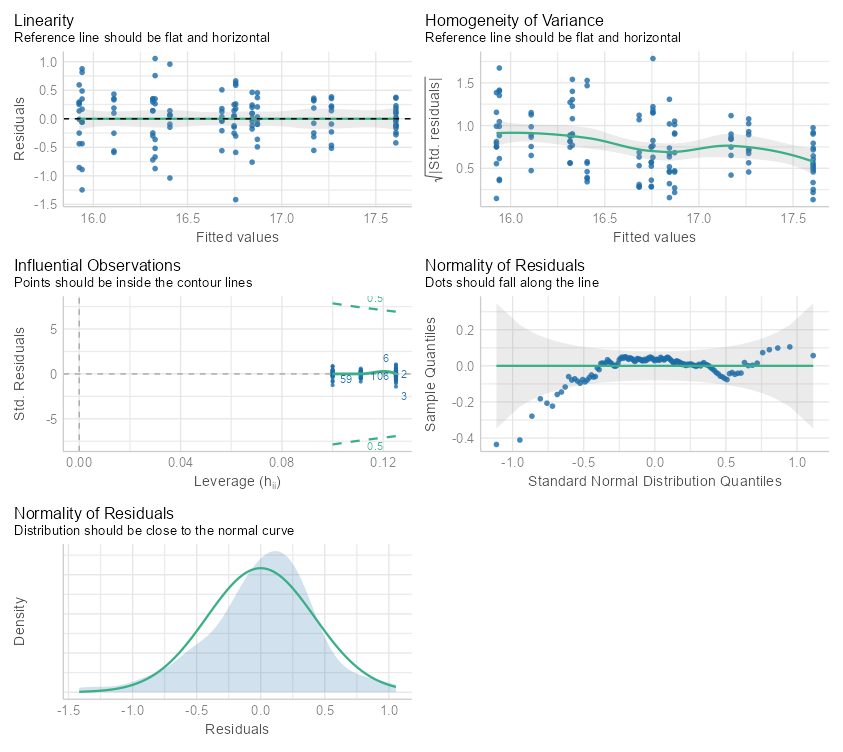 Linearity
Reference line should be flat and horizontal
1.0
0.5
0.0
-0.5
-1.0
-1.5
Residuals
16.0 16.5 17.0 17.5
Fitted values
Homogeneity of Variance
Reference line should be flat and horizontal
1.5
1.0
0.5
√|Std. residuals|
16.0 16.5 17.0 17.5
Fitted values
Influential Observations
Points should be inside the contour lines
0.5
5
0
-5
Std. Residuals
6
59
106
2
3
0.5
0.00 0.04 0.08 0.12
Leverage (hii)
Normality of Residuals
Dots should fall along the line
0.2
0.0
-0.2
-0.4
Sample Quantiles
-1.0 -0.5 0.0 0.5 1.0
Standard Normal Distribution Quantiles
Normality of Residuals
Distribution should be close to the normal curve
Density
-1.5 -1.0 -0.5 0.0 0.5 1.0
Residuals